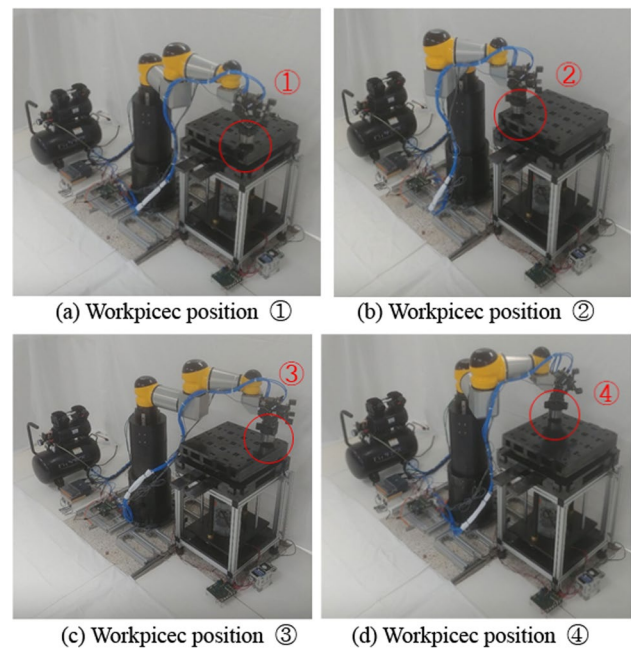 ①
②
(a) Workpicec position ①
(b) Workpicec position ②
③
④
(c) Workpicec position ③
(d) Workpicec position ④